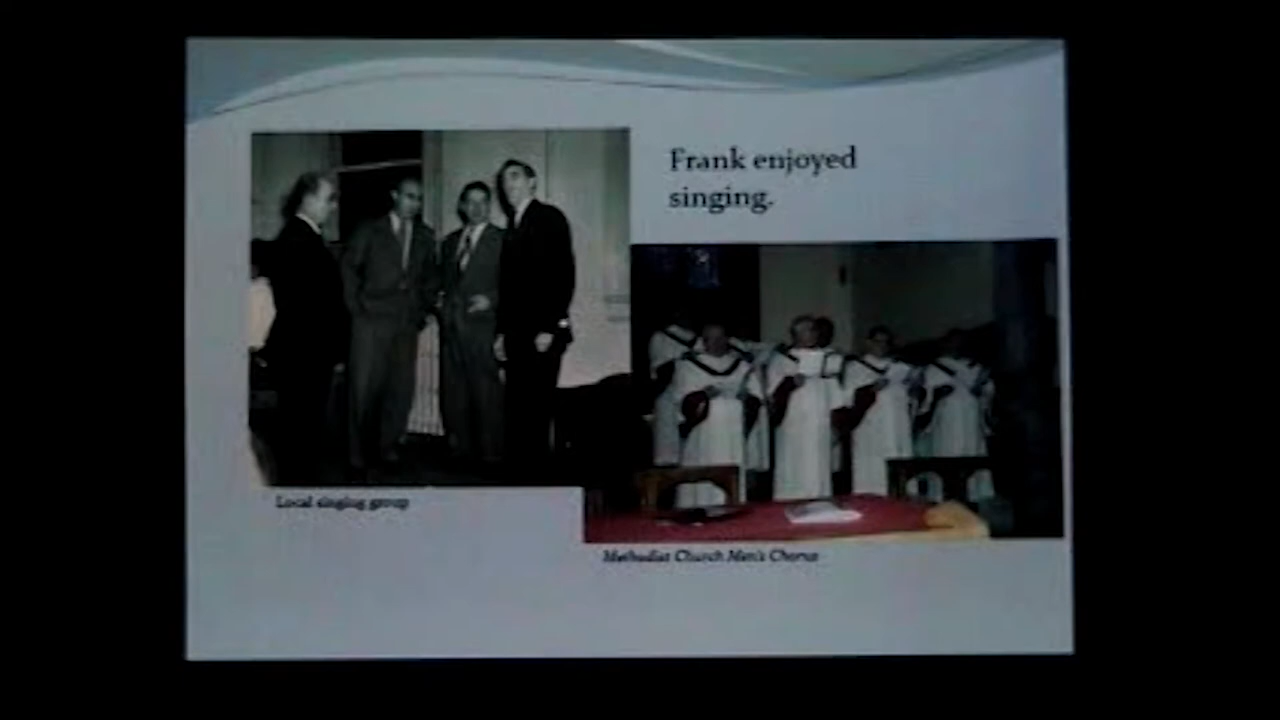 Frank enjoyed
singing.
Local singing group
Methodist Church Men's Chorus